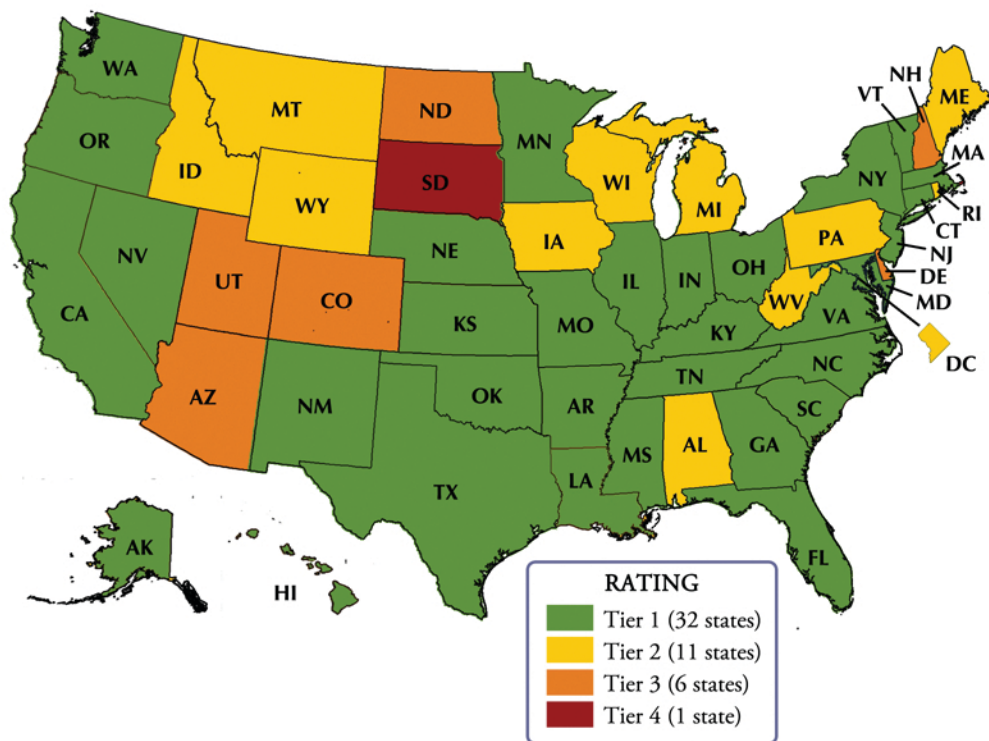 WA
MT
ND
MN
OR
ID
SD
WY
WI
MI
NH
VT
ME
MA
NY
RI
CT
NJ
DE
MD
PA
NV
UT
CO
NE
IA
IL
IN
OH
WV
VA
DC
CA
KS
MO
KY
NC
TN
AZ
NM
OK
AR
SC
MS
AL
GA
TX
LA
FL
AK
HI
RATING
Tier 1 (32 states)
Tier 2 (11 states)
Tier 3 (6 states)
Tier 4 (1 state)